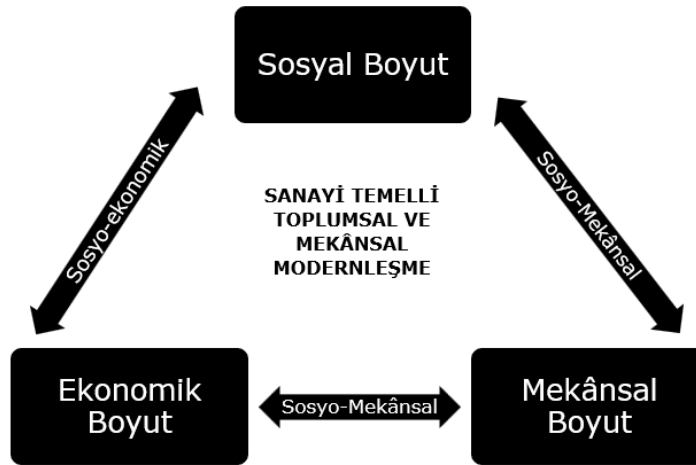 Sosyal Boyut
Sosyo-ekonomik
Sosyo-Mekânsal
SANAYİ TEMELLİ
TOPLUMSAL VE
MEKÂNSAL
MODERNLEŞME
Ekonomik
Boyut
Sosyo-Mekânsal
Mekânsal
Boyut